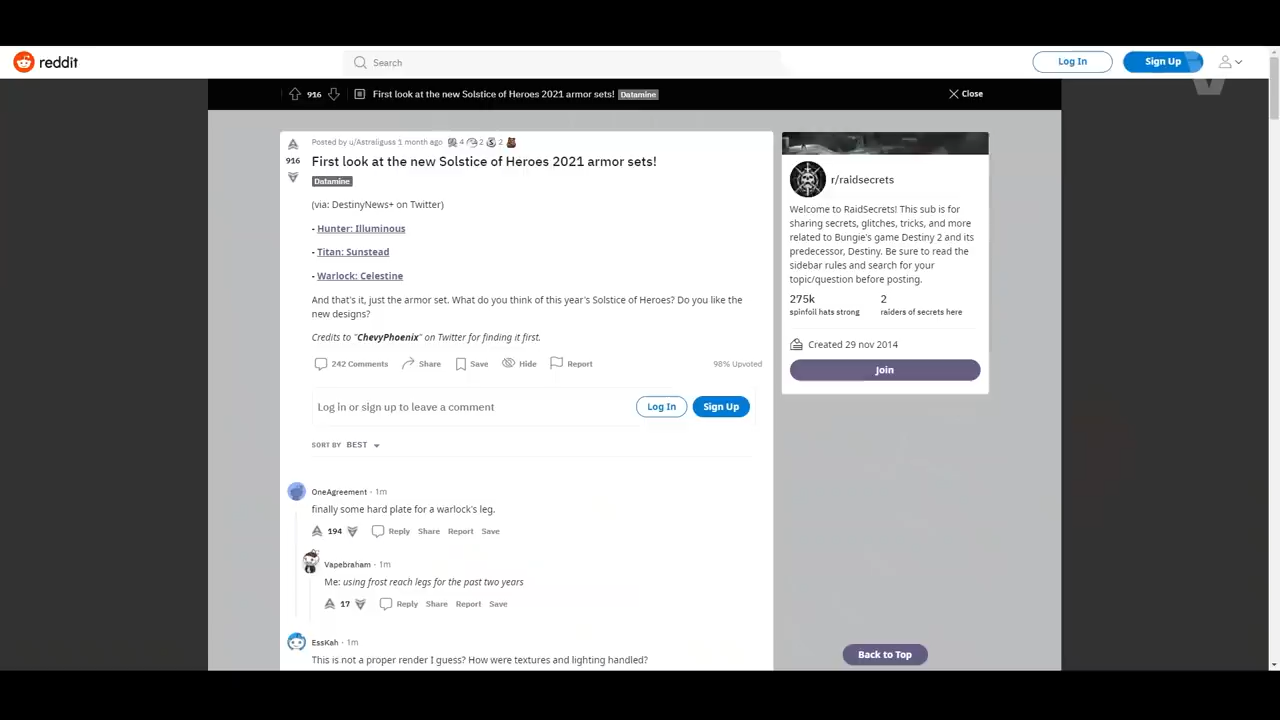 reddit
Search
Log In
Sign Up
916
First look at the new Solstice of Heroes 2021 armor sets! Datamine
Close
Posted by u/Astraliguss 1 month ago 4 2 2
916
First look at the new Solstice of Heroes 2021 armor sets!
Datamine
(via: DestinyNews+ on Twitter)
- Hunter: Illuminous
- Titan: Sunstead
- Warlock: Celestine
And that's it, just the armor set. What do you think of this year's Solstice of Heroes? Do you like the
new designs?
Credits to "ChevyPhoenix" on Twitter for finding it first.
242 Comments Share Save Hide Report 98% Upvoted
Log in or sign up to leave a comment Log In Sign Up
SORT BY BEST
OneAgreement · 1m
finally some hard plate for a warlock's leg.
194 Reply Share Report Save
Vapebraham · 1m
Me: using frost reach legs for the past two years
17 Reply Share Report Save
EssKah · 1m
This is not a proper render I guess? How were textures and lighting handled?
r/raidsecrets
Welcome to RaidSecrets! This sub is for
sharing secrets, glitches, tricks, and more
related to Bungie's game Destiny 2 and its
predecessor, Destiny. Be sure to read the
sidebar rules and search for your
topic/question before posting.
275k 2
spinfoil hats strong raiders of secrets here
Created 29 nov 2014
Join
Back to Top